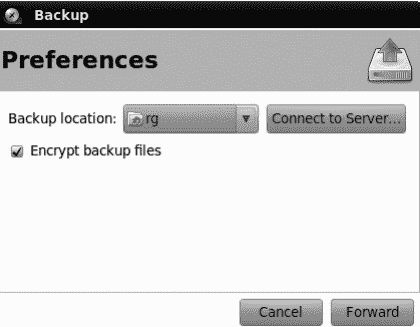 Backup
Preferences
Backup location: rg Connect to Server...
Encrypt backup files
Cancel Forward